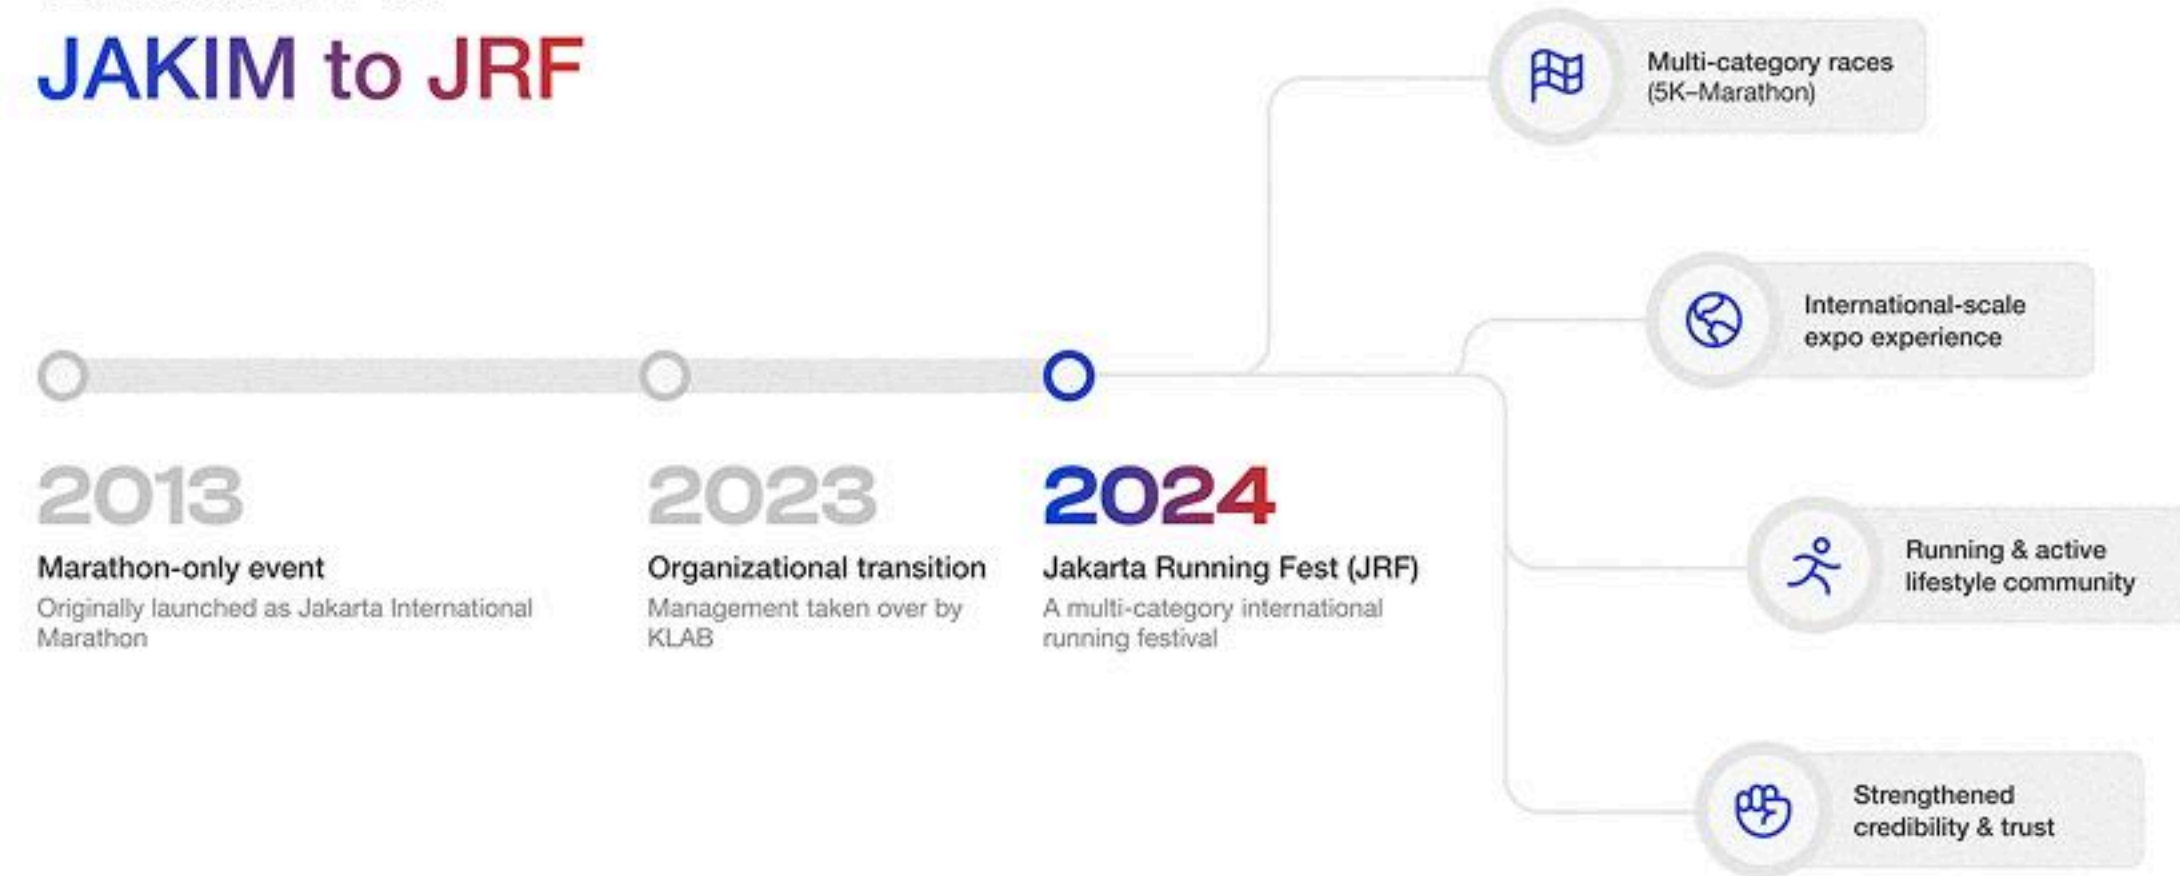 JAKIM to JRF
Multi-category races
(5K–Marathon)
International-scale
expo experience
2013
2023
2024
Marathon-only event
Originally launched as Jakarta International
Marathon
Organizational transition
Management taken over by
KLAB
Jakarta Running Fest (JRF)
A multi-category international
running festival
Running & active
lifestyle community
Strengthened
credibility & trust